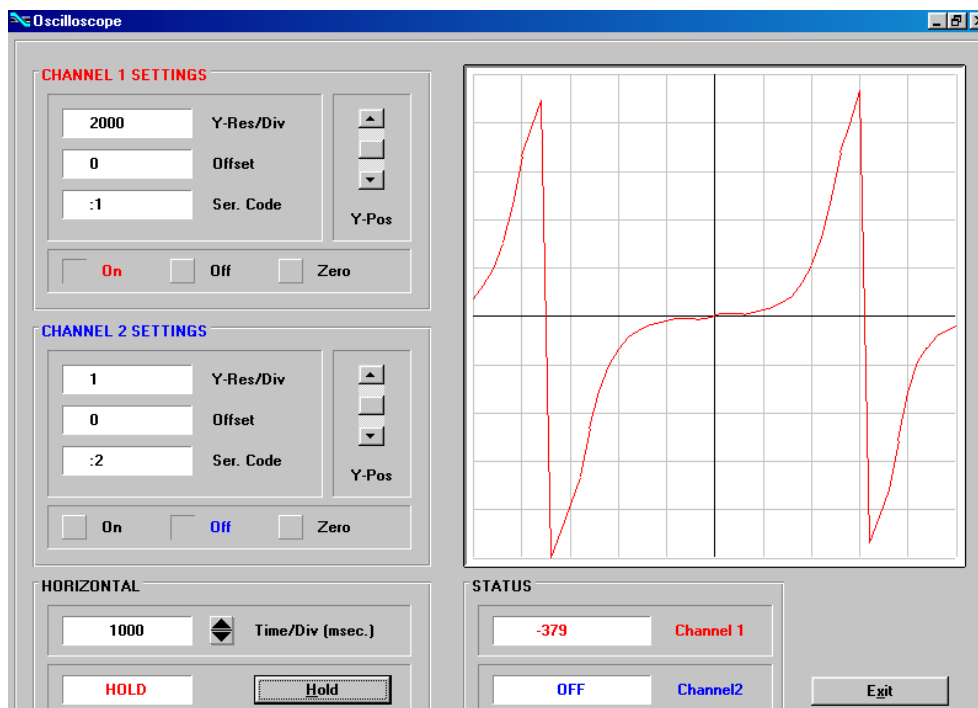 Oscilloscope
CHANNEL 1 SETTINGS
2000 Y-Res/Div
0 Offset
:1 Ser. Code
Y-Pos
On Off Zero
CHANNEL 2 SETTINGS
1 Y-Res/Div
0 Offset
:2 Ser. Code
Y-Pos
On Off Zero
HORIZONTAL
1000 Time/Div (msec.)
HOLD Hold
STATUS
-379 Channel 1
OFF Channel2
Exit